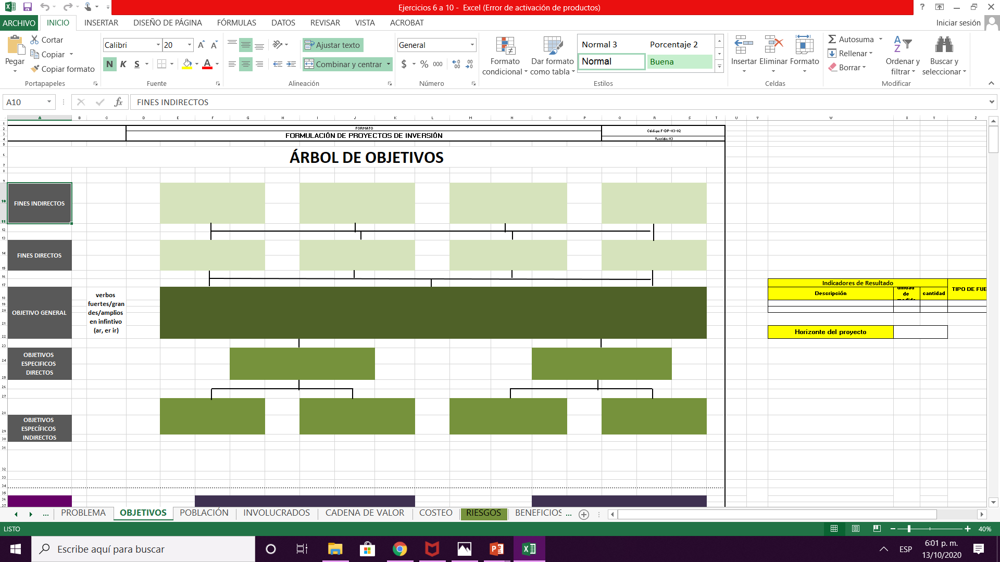 Ejercicios 6 a 10 - Excel (Error de activación de productos)
ARCHIVO INICIO INSERTAR DISEÑO DE PÁGINA FÓRMULAS DATOS REVISAR VISTA ACROBAT Iniciar sesión
Pegar
Cortar
Copiar
Copiar formato
Portapapeles
Calibri 20
N K S
Fuente
Ajustar texto
Combinar y centrar
Alineación
General
$ % 000
Número
Formato condicional
Dar formato como tabla
Normal 3 Porcentaje 2
Normal Buena
Estilos
Insertar Eliminar Formato
Celdas
Autosuma
Rellenar
Borrar
Ordenar y filtrar
Buscar y seleccionar
Modificar
A10 fx FINES INDIRECTOS
A B C D E F G H I J K L M N O P Q R S T U V W X Y Z
FORMATO
FORMULACIÓN DE PROYECTOS DE INVERSIÓN
Código: F-DP-03-02
Versión: 03
ÁRBOL DE OBJETIVOS
FINES INDIRECTOS
FINES DIRECTOS
OBJETIVO GENERAL
verbos
fuertes/gran
des/amplios
en infintivo
(ar, er ir)
OBJETIVOS
ESPECIFICOS
DIRECTOS
OBJETIVOS
ESPECÍFICOS
INDIRECTOS
Indicadores de Resultado
Descripción
de
cantidad
TIPO DE FUE
Horizonte del proyecto
... PROBLEMA OBJETIVOS POBLACIÓN INVOLUCRADOS CADENA DE VALOR COSTEO RIESGOS BENEFICIOS ...
LISTO
40%
Escribe aquí para buscar
ESP
6:01 p. m.
13/10/2020